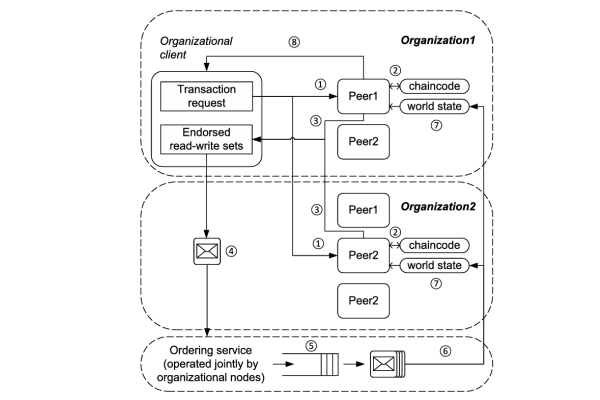 Organizational
client
⑧
Organization1
Transaction
request
①
Peer1
②
chaincode
world state
⑦
Endorsed
read-write sets
③
Peer2
Peer1
Organization2
③
①
Peer2
②
chaincode
world state
⑦
④
Peer2
Ordering service
(operated jointly by
organizational nodes)
⑤
⑥